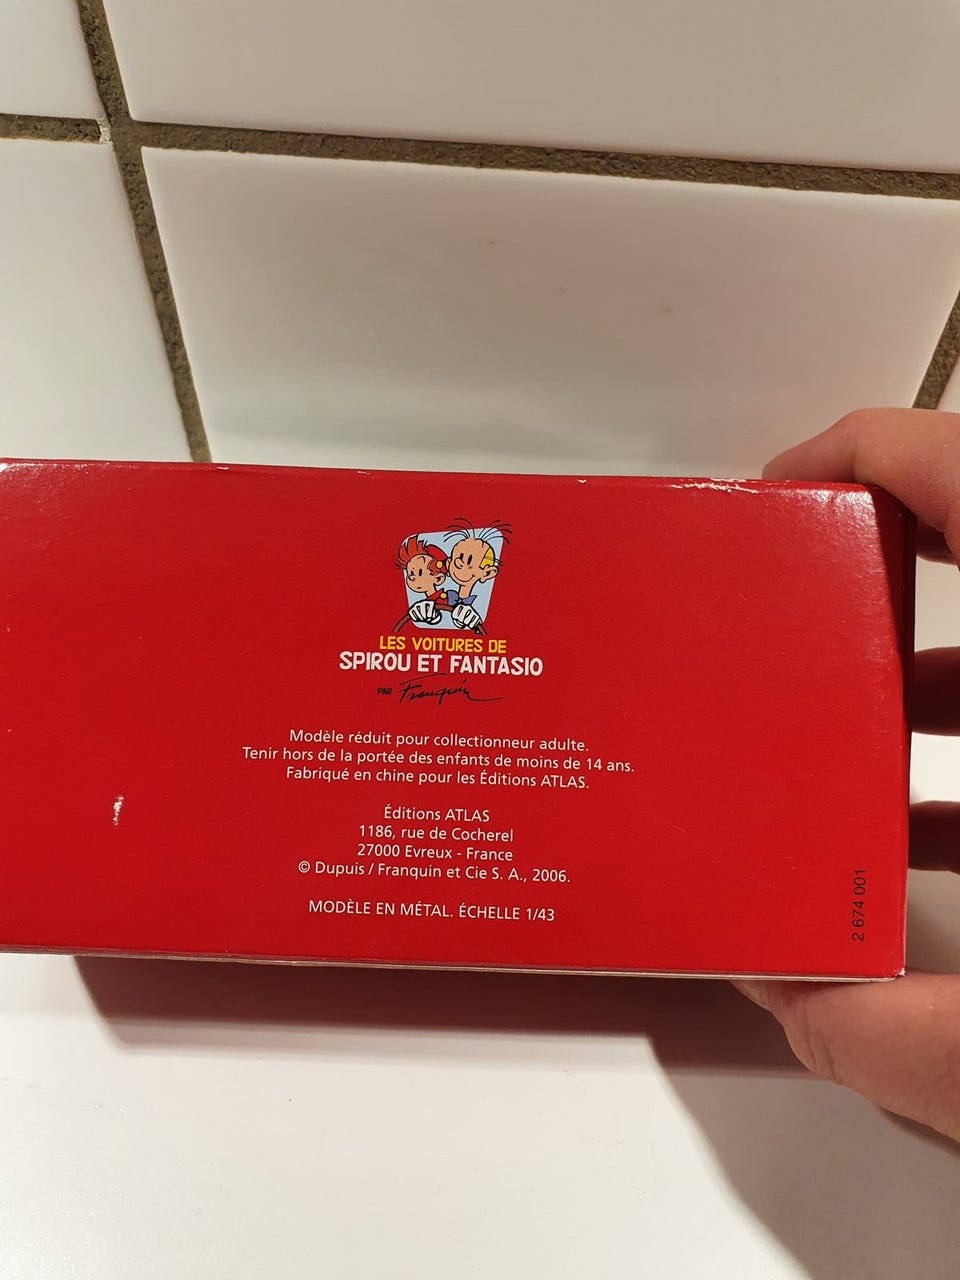 LES VOITURES DE
SPIROU ET FANTASIO
PAR Franquin
Modèle réduit pour collectionneur adulte.
Tenir hors de la portée des enfants de moins de 14 ans.
Fabriqué en chine pour les Éditions ATLAS.
Éditions ATLAS
1186, rue de Cocherel
27000 Evreux - France
© Dupuis / Franquin et Cie S. A., 2006.
MODÈLE EN MÉTAL. ÉCHELLE 1/43
2 674 001